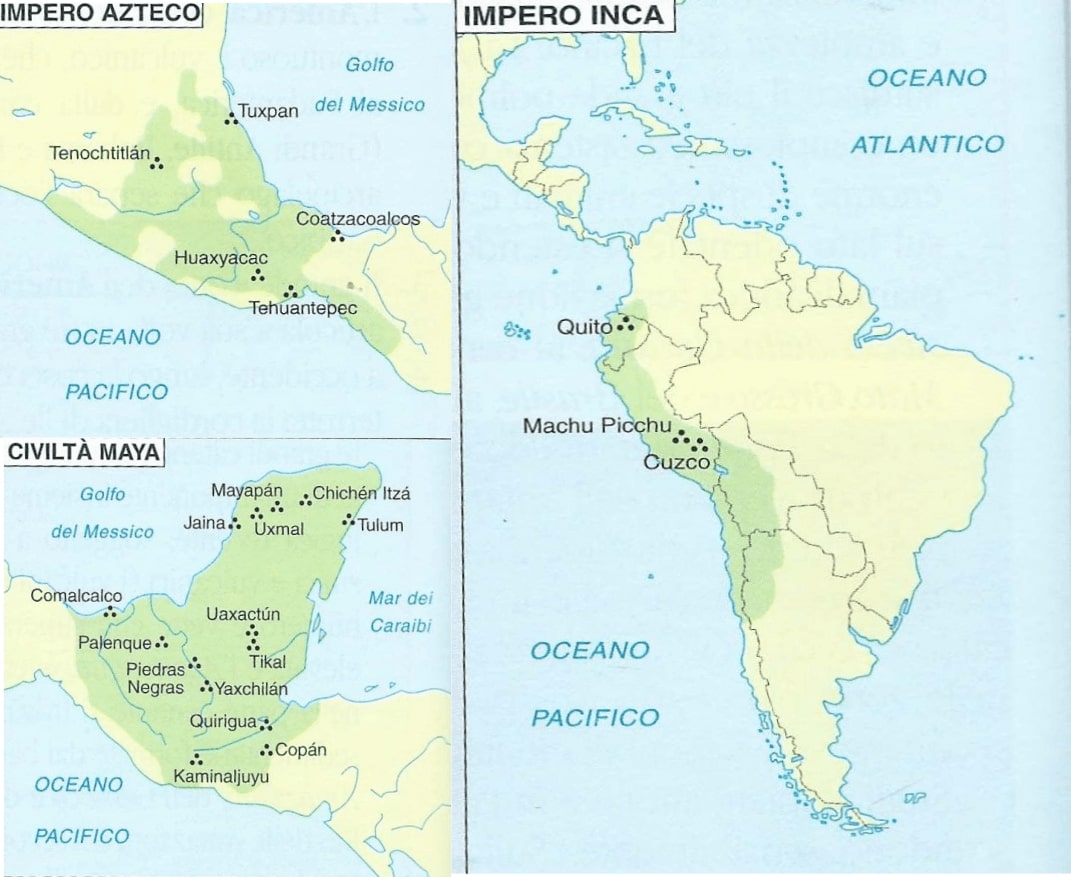 IMPERO AZTECO
Golfo
del Messico
Tuxpan
Tenochtitlán
Coatzacoalcos
Huaxyacac
Tehuantepec
OCEANO
PACIFICO
CIVILTÀ MAYA
Golfo
del Messico
Mayapán
Chichén Itzá
Jaina
Uxmal
Tulum
Comalcalco
Mar dei
Caraibi
Uaxactún
Palenque
Tikal
Piedras
Negras
Yaxchilán
Quirigua
Copán
Kaminaljuyu
OCEANO
PACIFICO
IMPERO INCA
OCEANO
ATLANTICO
Quito
Machu Picchu
Cuzco
OCEANO
PACIFICO